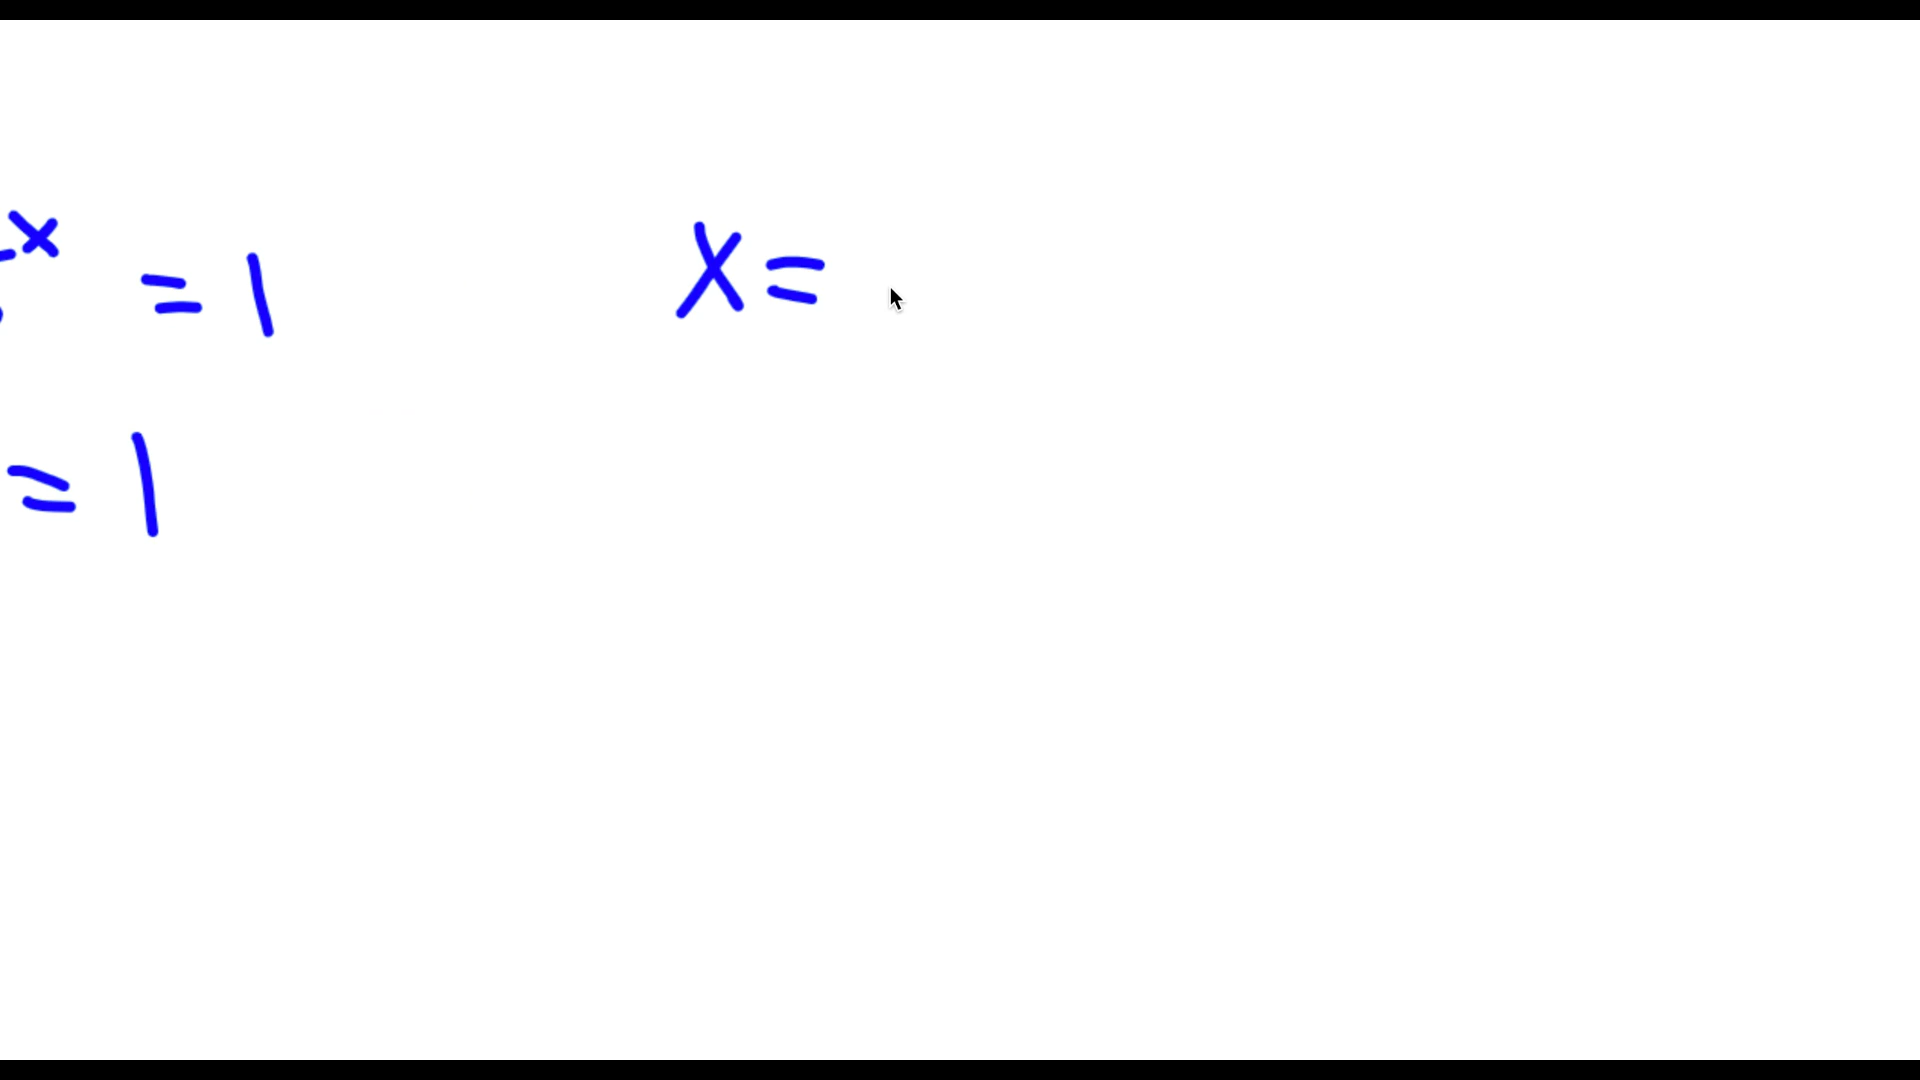 x = 1 X =
= 1